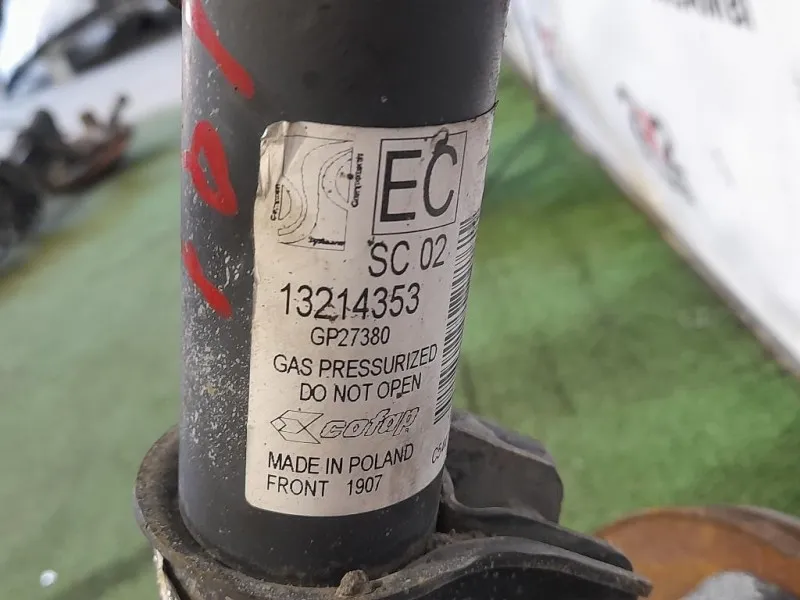 EC
SC 02
13214353
GP27380
GAS PRESSURIZED
DO NOT OPEN
cofap
MADE IN POLAND
FRONT 1907